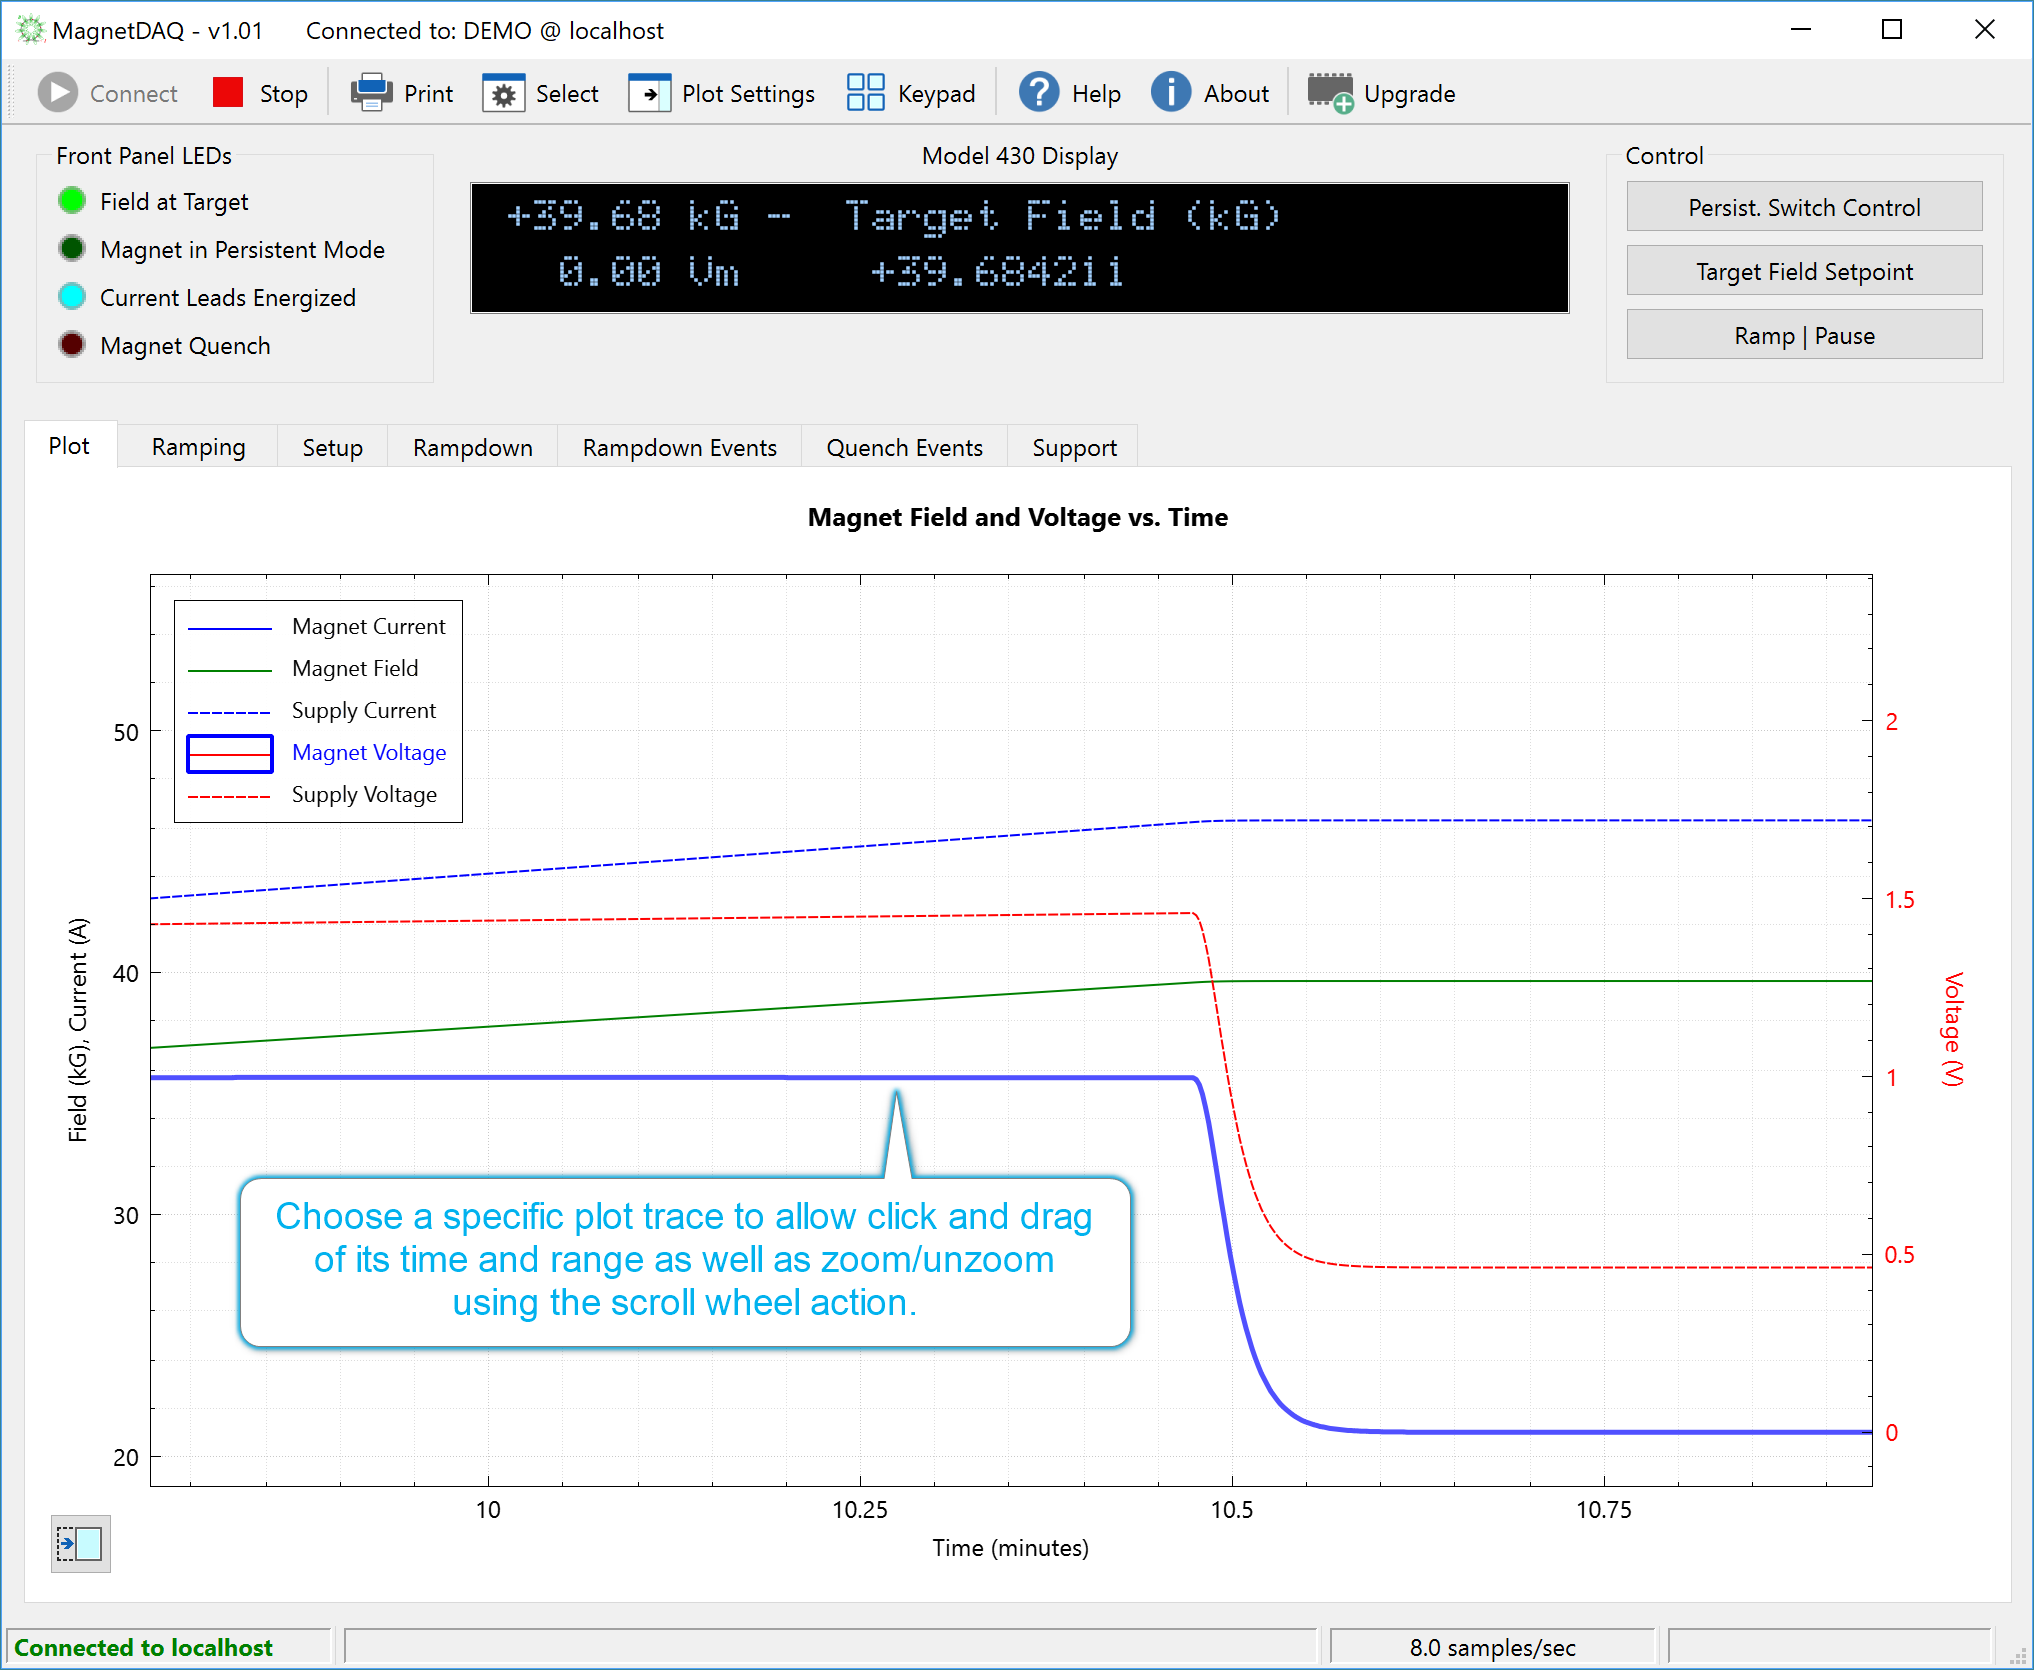 MagnetDAQ - v1.01 Connected to: DEMO @ localhost
Connect Stop Print Select Plot Settings Keypad Help About Upgrade
Front Panel LEDs
Field at Target
Magnet in Persistent Mode
Current Leads Energized
Magnet Quench
Model 430 Display
+39.68 kG - Target Field (kG)
0.00 Vm +39.684211
Control
Persist. Switch Control
Target Field Setpoint
Ramp | Pause
Plot Ramping Setup Rampdown Rampdown Events Quench Events Support
Magnet Field and Voltage vs. Time
Magnet Current
Magnet Field
Supply Current
Magnet Voltage
Supply Voltage
Field (kG), Current (A)
50
40
30
20
2
1.5
1
0.5
0
Voltage (V)
Choose a specific plot trace to allow click and drag
of its time and range as well as zoom/unzoom
using the scroll wheel action.
10 10.25 10.5 10.75
Time (minutes)
Connected to localhost 8.0 samples/sec